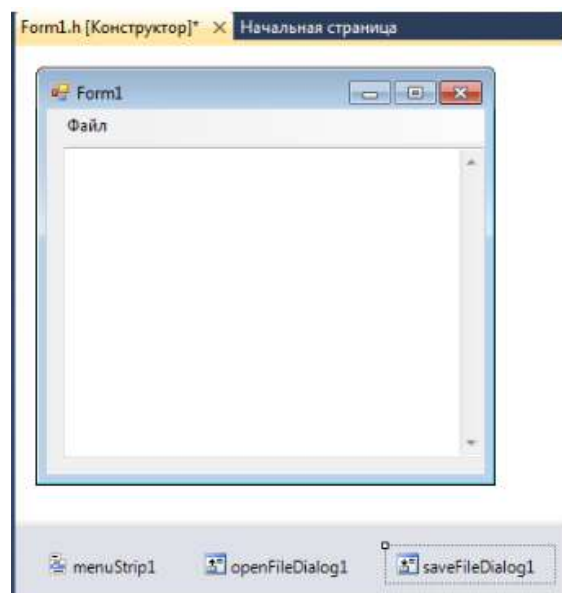 Form1.h [Конструктор]* Начальная страница
Form1
Файл
menuStrip1 openFileDialog1 saveFileDialog1